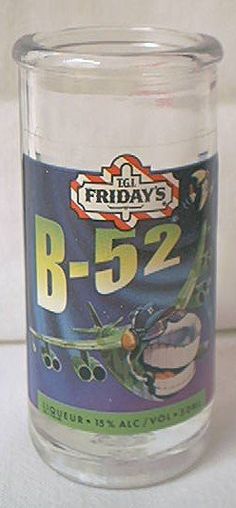 T.G.I.
FRIDAY'S
B-52
LIQUEUR • 15% ALC/VOL • 50ML